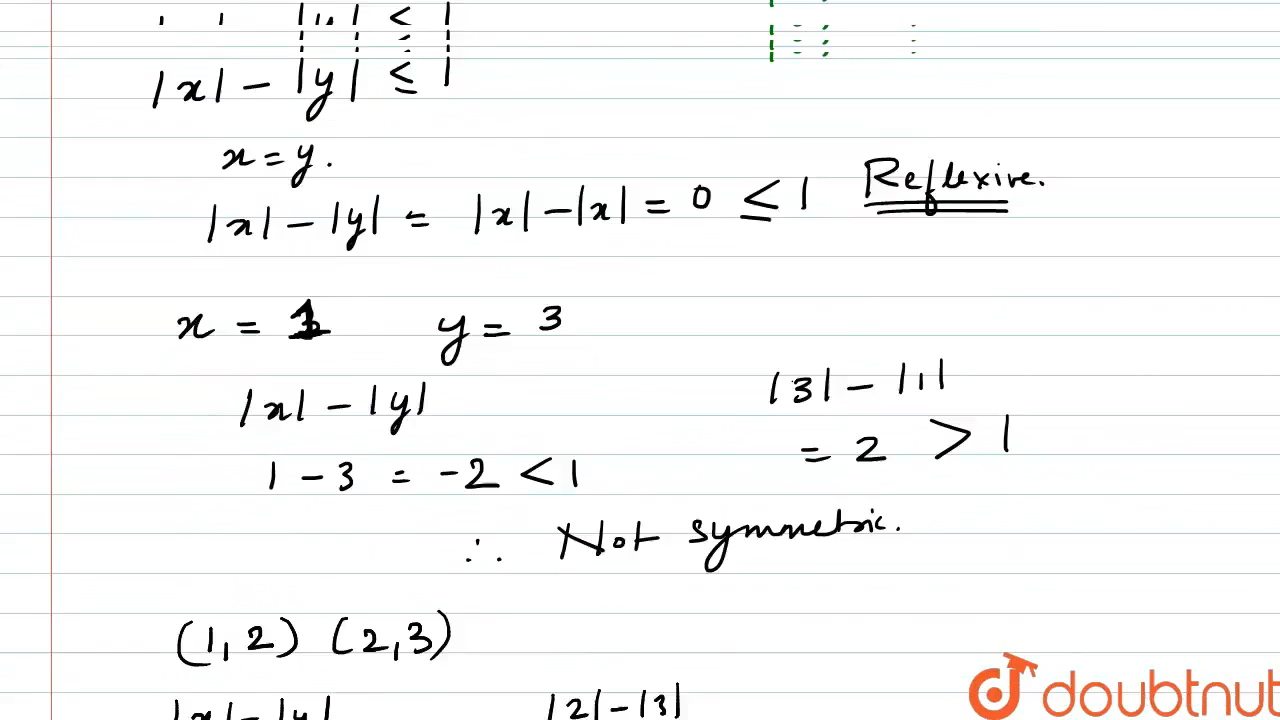 |x| - |y| ≤ 1
x = y.
|x| - |y| = |x| - |x| = 0 ≤ 1 Reflexive.
x = 1 y = 3
|x| - |y|
|3| - |1|
1 - 3 = -2 < 1
= 2 > 1
∴ Not symmetric.
(1, 2) (2, 3)
|x| - |y| |2| - |3|
doubtnut